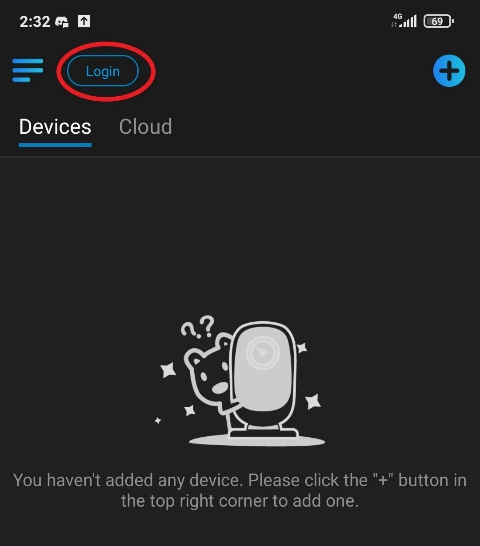 2:32 4G 69
Login
Devices Cloud
??
You haven't added any device. Please click the "+" button in
the top right corner to add one.